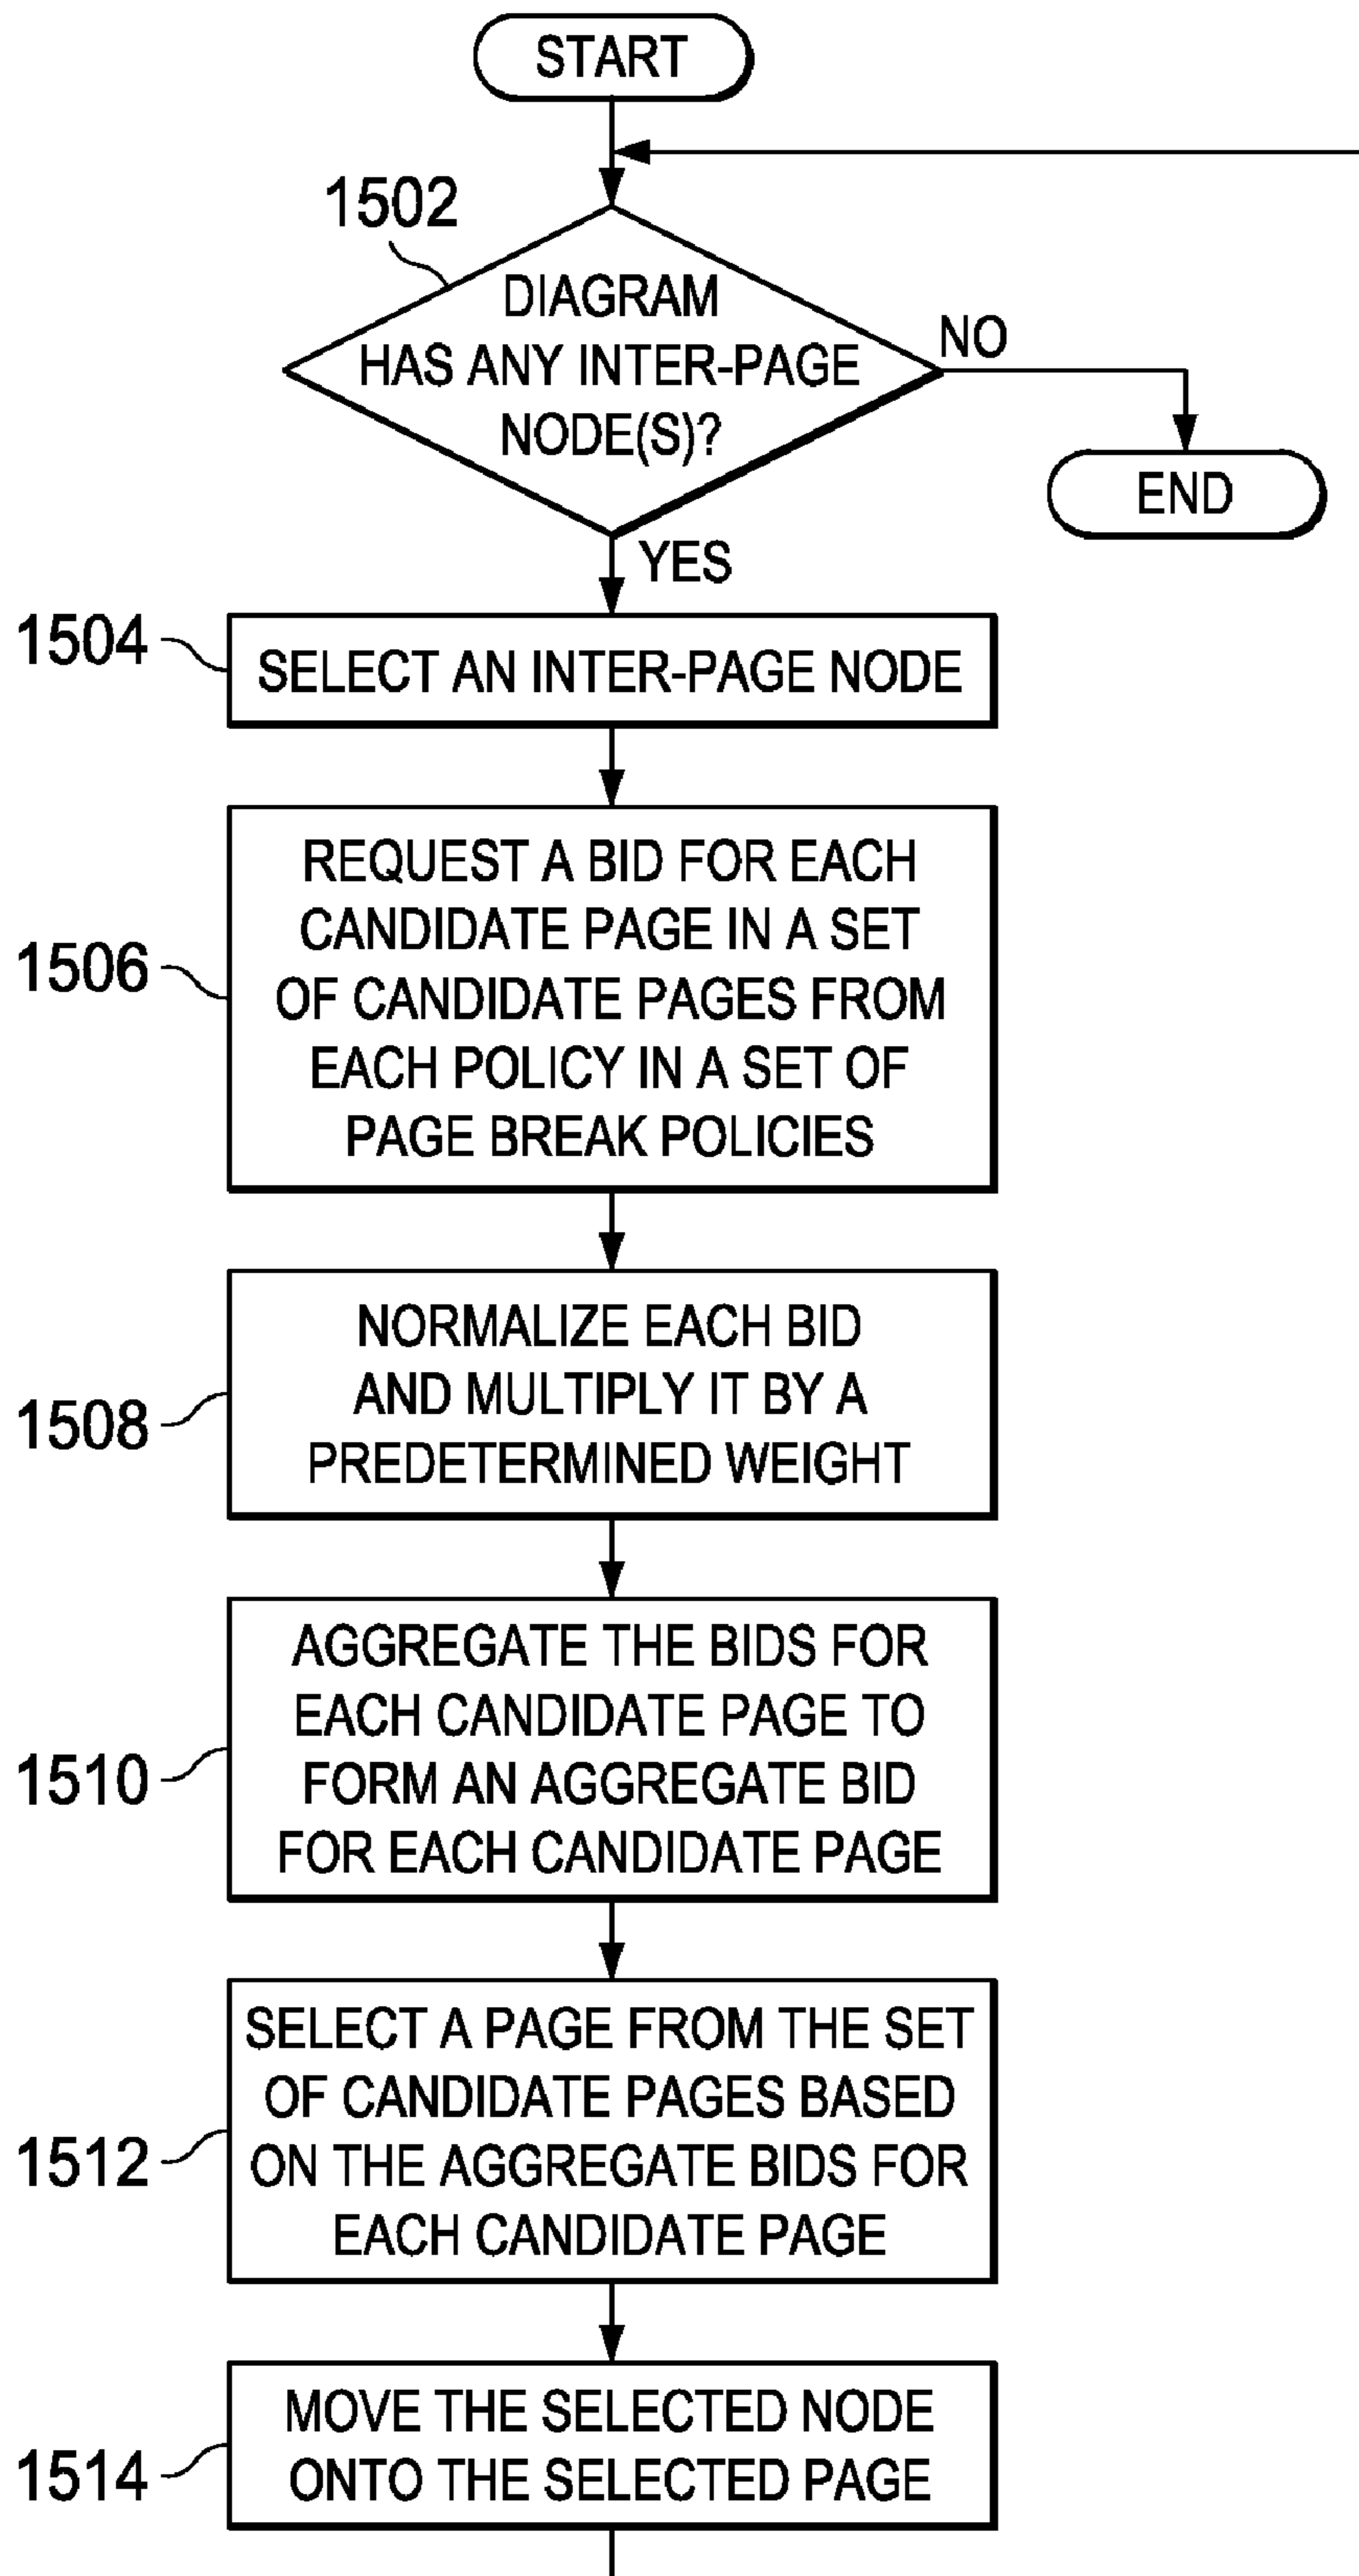 START
1502
DIAGRAM
HAS ANY INTER-PAGE
NODE(S)?
NO
END
YES
1504
SELECT AN INTER-PAGE NODE
1506
REQUEST A BID FOR EACH
CANDIDATE PAGE IN A SET
OF CANDIDATE PAGES FROM
EACH POLICY IN A SET OF
PAGE BREAK POLICIES
1508
NORMALIZE EACH BID
AND MULTIPLY IT BY A
PREDETERMINED WEIGHT
1510
AGGREGATE THE BIDS FOR
EACH CANDIDATE PAGE TO
FORM AN AGGREGATE BID
FOR EACH CANDIDATE PAGE
1512
SELECT A PAGE FROM THE SET
OF CANDIDATE PAGES BASED
ON THE AGGREGATE BIDS FOR
EACH CANDIDATE PAGE
1514
MOVE THE SELECTED NODE
ONTO THE SELECTED PAGE